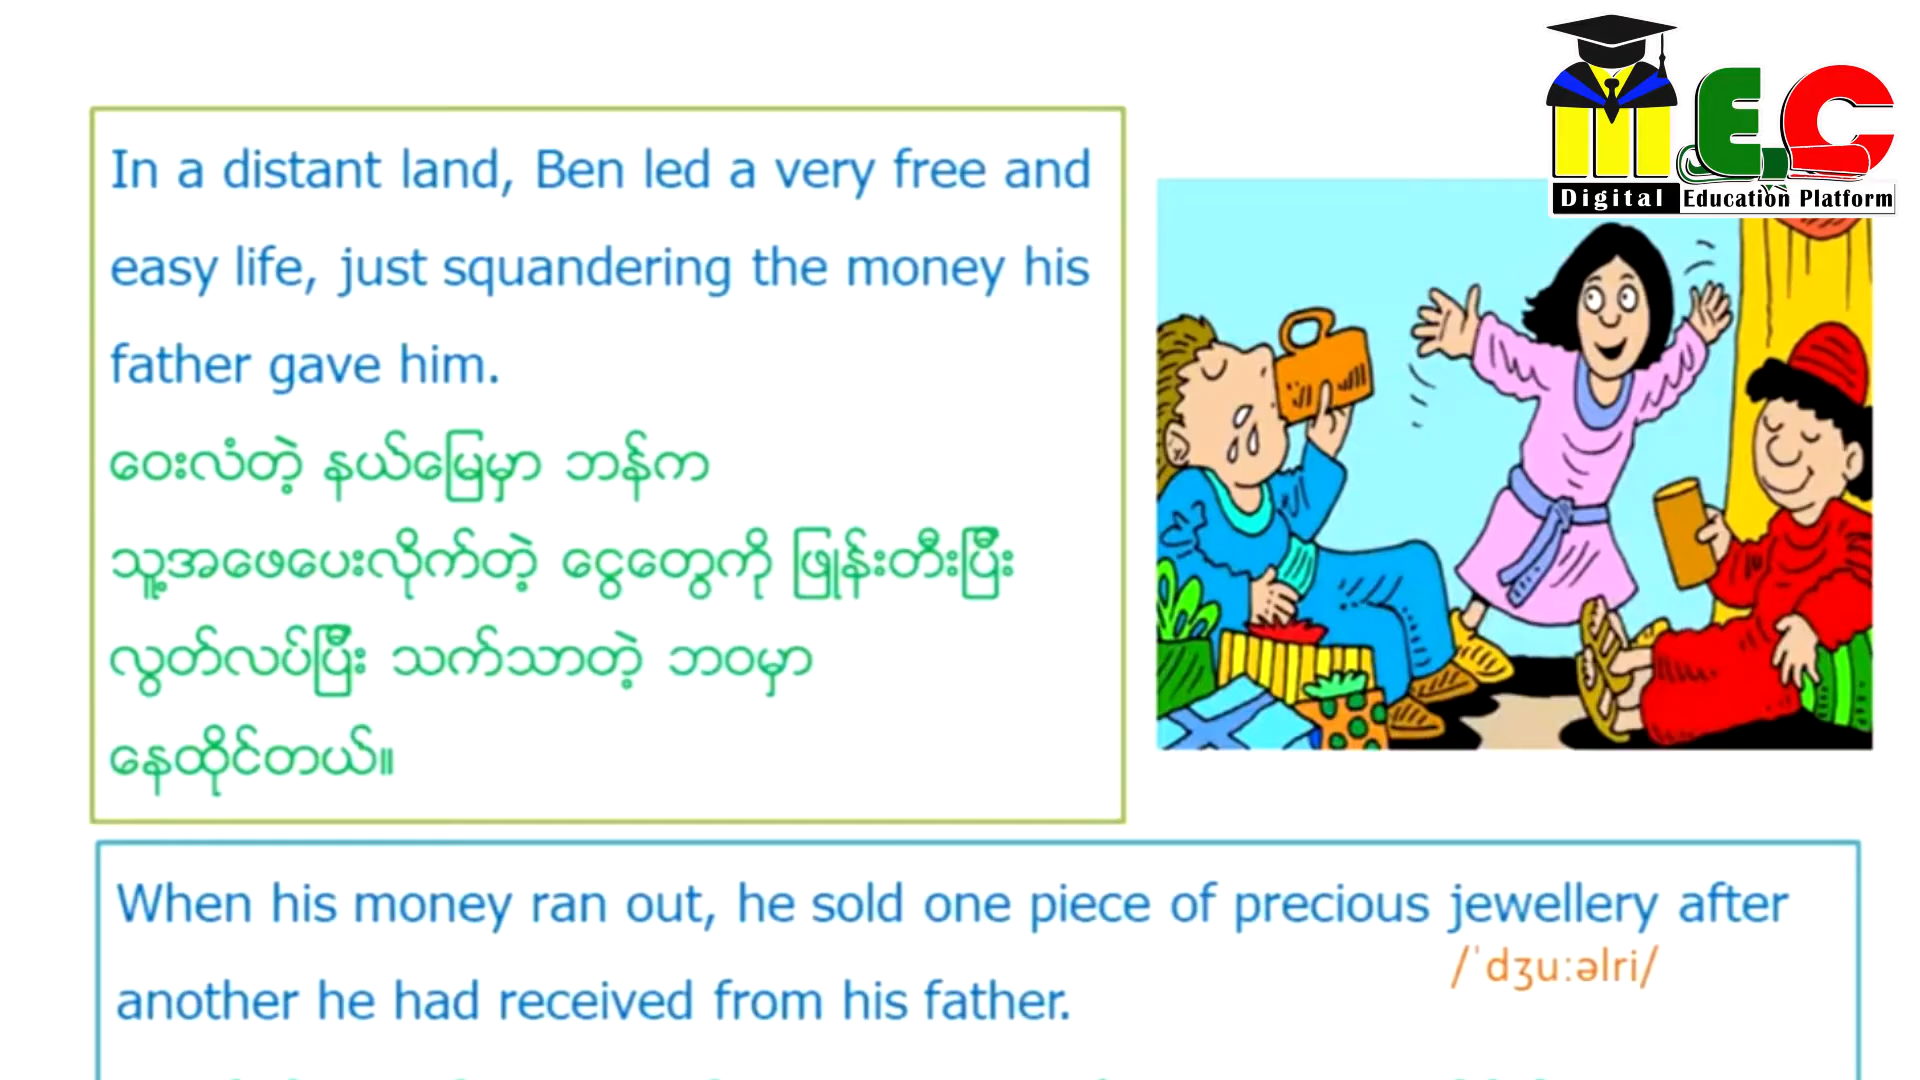 MEC
Digital Education Platform
In a distant land, Ben led a very free and
easy life, just squandering the money his
father gave him.
ဝေးလံတဲ့ နယ်မြေမှာ ဘန်က
သူ့အဖေပေးလိုက်တဲ့ ငွေတွေကို ဖြုန်းတီးပြီး
လွတ်လပ်ပြီး သက်သာတဲ့ ဘဝမှာ
နေထိုင်တယ်။
When his money ran out, he sold one piece of precious jewellery after
/ˈdʒuːəlri/
another he had received from his father.